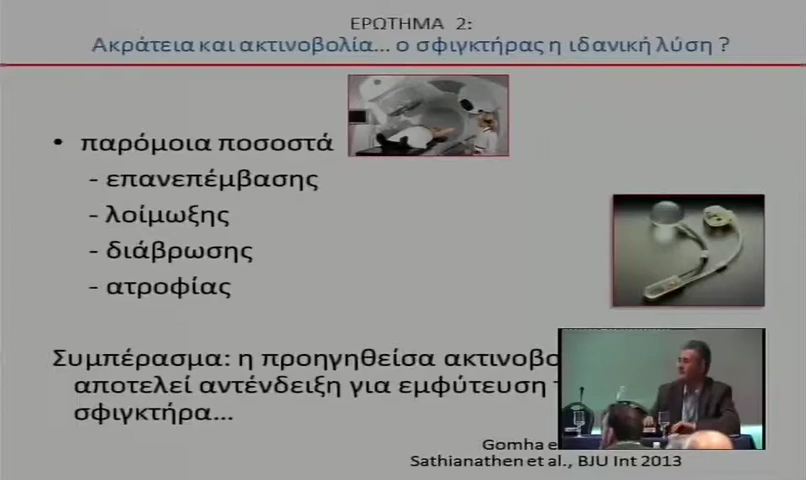 ΕΡΩΤΗΜΑ 2:
Ακράτεια και ακτινοβολία... ο σφιγκτήρας η ιδανική λύση ?
• παρόμοια ποσοστά
- επανεπέμβασης
- λοίμωξης
- διάβρωσης
- ατροφίας
Συμπέρασμα: η προηγηθείσα
αποτελεί αντένδειξη για εμφύτευση
σφιγκτήρα...
Gomha
Sathianathen et al., BJU Int 2013